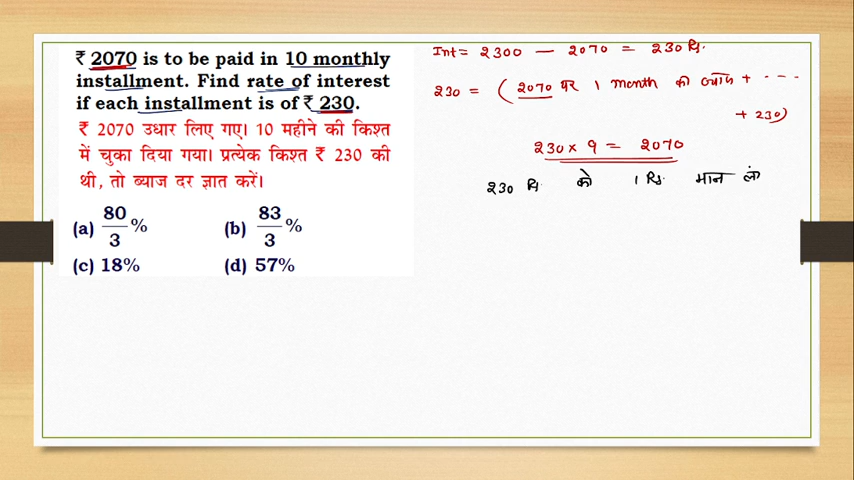 ₹ 2070 is to be paid in 10 monthly
installment. Find rate of interest
if each installment is of ₹ 230.
₹ 2070 उधार लिए गए। 10 महीने की किश्त
में चुका दिया गया। प्रत्येक किश्त ₹ 230 की
थी, तो ब्याज दर ज्ञात करें।
(a) 80/3 %
(b) 83/3 %
(c) 18%
(d) 57%
Int = 2300 — 2070 = 230 रि.
230 = ( 2070 पर 1 month की ब्याज + - - -
+ 230)
230 × 9 = 2070
230 रि. को 1 Rs. मान लें